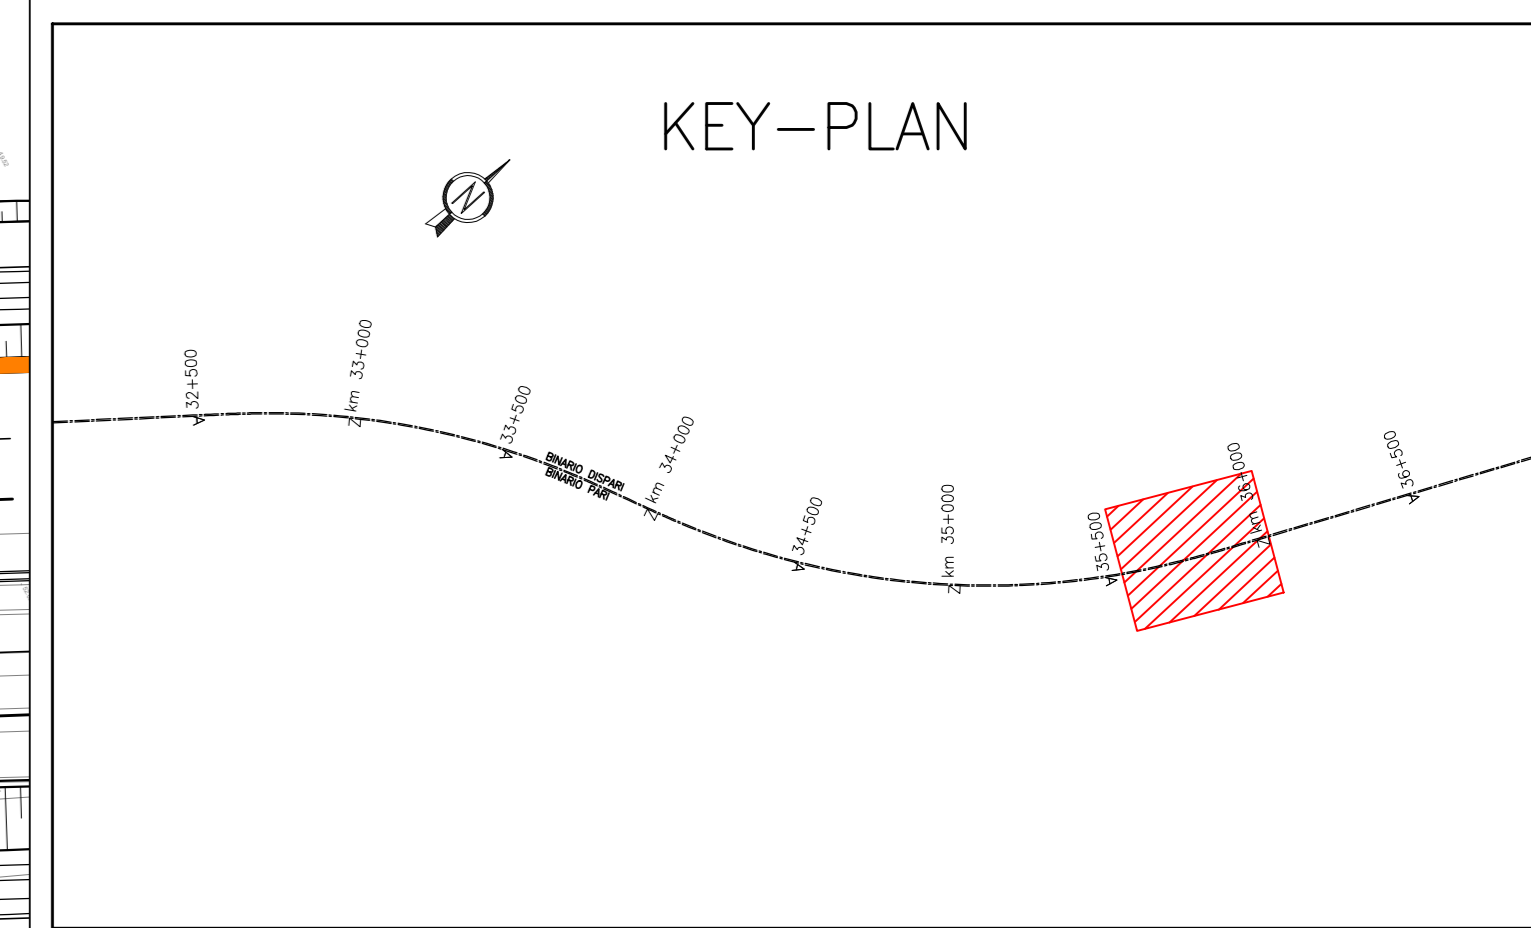 KEY-PLAN
N
32+500
km 33+000
33+500
BINARIO DISPARI
BINARIO PARI
km 34+000
34+500
km 35+000
35+500
km 36+000
36+500